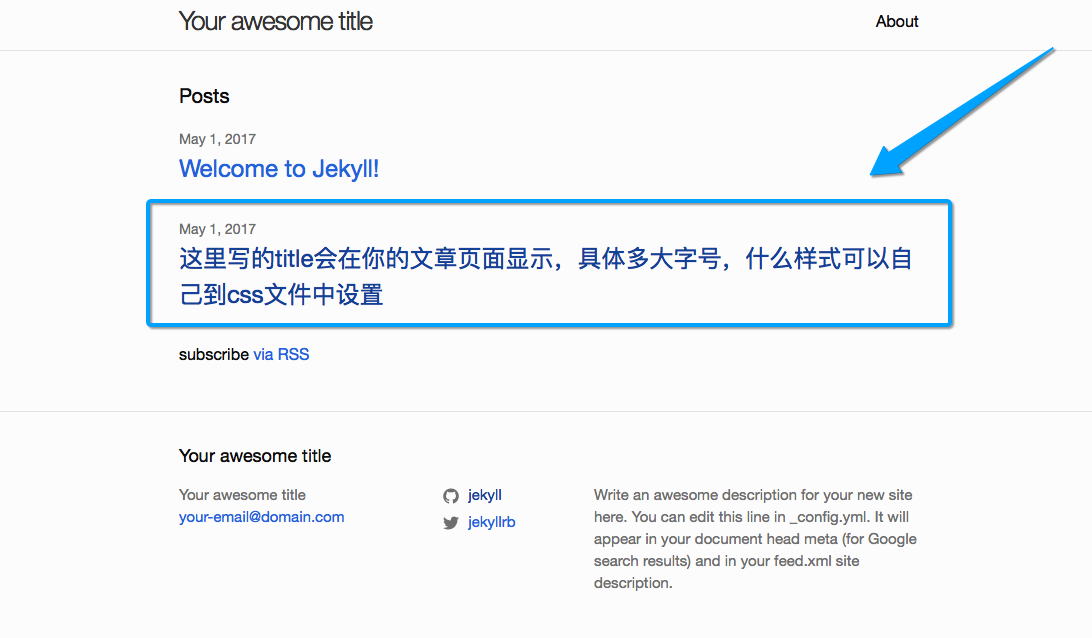 Your awesome title
About
Posts
May 1, 2017
Welcome to Jekyll!
May 1, 2017
这里写的title会在你的文章页面显示，具体多大字号，什么样式可以自
己到css文件中设置
subscribe via RSS
Your awesome title
Your awesome title
your-email@domain.com
jekyll
jekyllrb
Write an awesome description for your new site
here. You can edit this line in _config.yml. It will
appear in your document head meta (for Google
search results) and in your feed.xml site
description.